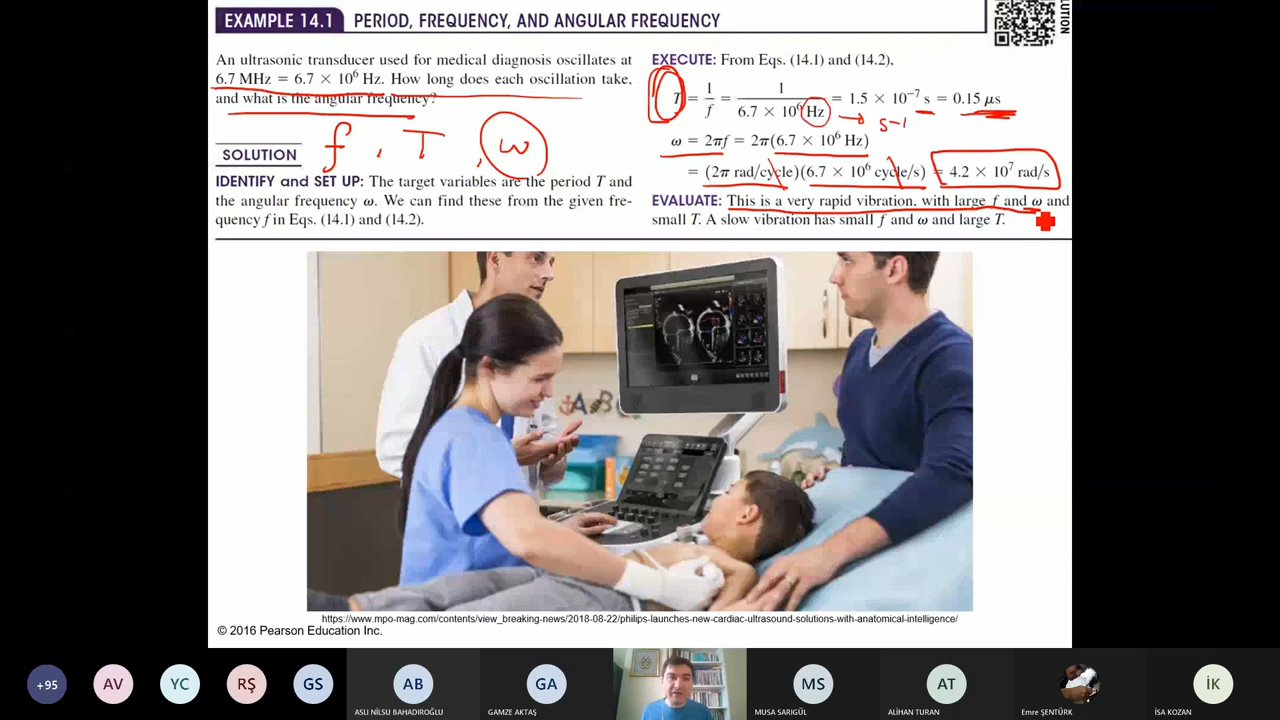 EXAMPLE 14.1 PERIOD, FREQUENCY, AND ANGULAR FREQUENCY
An ultrasonic transducer used for medical diagnosis oscillates at
6.7 MHz = 6.7 × 10⁶ Hz. How long does each oscillation take,
and what is the angular frequency?
f, T, ω
SOLUTION
IDENTIFY and SET UP: The target variables are the period T and
the angular frequency ω. We can find these from the given fre-
quency f in Eqs. (14.1) and (14.2).
SOLUTION
EXECUTE: From Eqs. (14.1) and (14.2),
T = 1/f = 1/(6.7 × 10⁶ Hz) = 1.5 × 10⁻⁷ s = 0.15 μs
→ s-1
ω = 2πf = 2π(6.7 × 10⁶ Hz)
= (2π rad/cycle)(6.7 × 10⁶ cycle/s) = 4.2 × 10⁷ rad/s
EVALUATE: This is a very rapid vibration, with large f and ω and
small T. A slow vibration has small f and ω and large T.
ABC
https://www.mpo-mag.com/contents/view_breaking-news/2018-08-22/philips-launches-new-cardiac-ultrasound-solutions-with-anatomical-intelligence/
© 2016 Pearson Education Inc.
+95 AV YC RŞ GS AB GA MS AT İK
ASLI NİLSU BAHADIROĞLU GAMZE AKTAŞ MUSA SARIGÜL ALİHAN TURAN Emre ŞENTÜRK İSA KOZAN